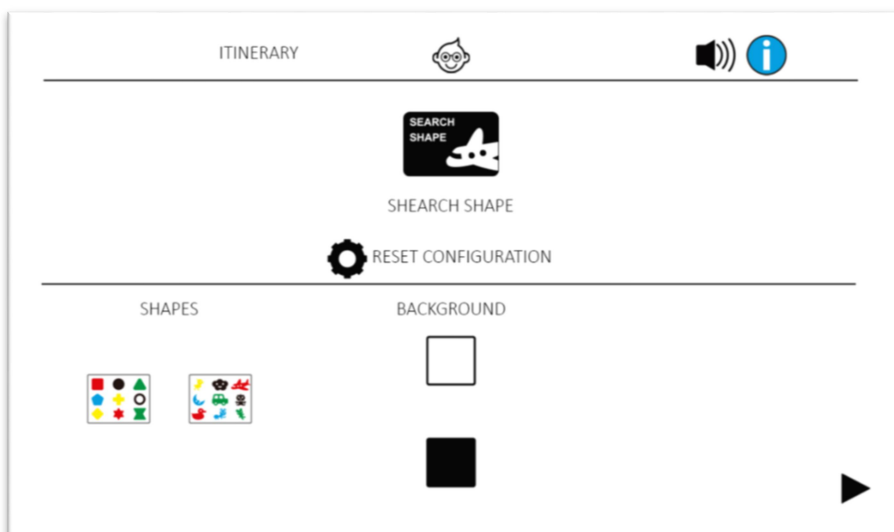 ITINERARY
SEARCH
SHAPE
SHEARCH SHAPE
RESET CONFIGURATION
SHAPES
BACKGROUND